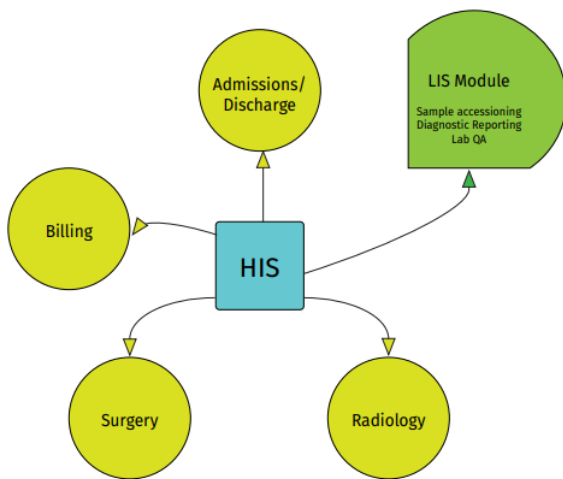 Admissions/
Discharge
LIS Module
Sample accessioning
Diagnostic Reporting
Lab QA
Billing
HIS
Surgery
Radiology